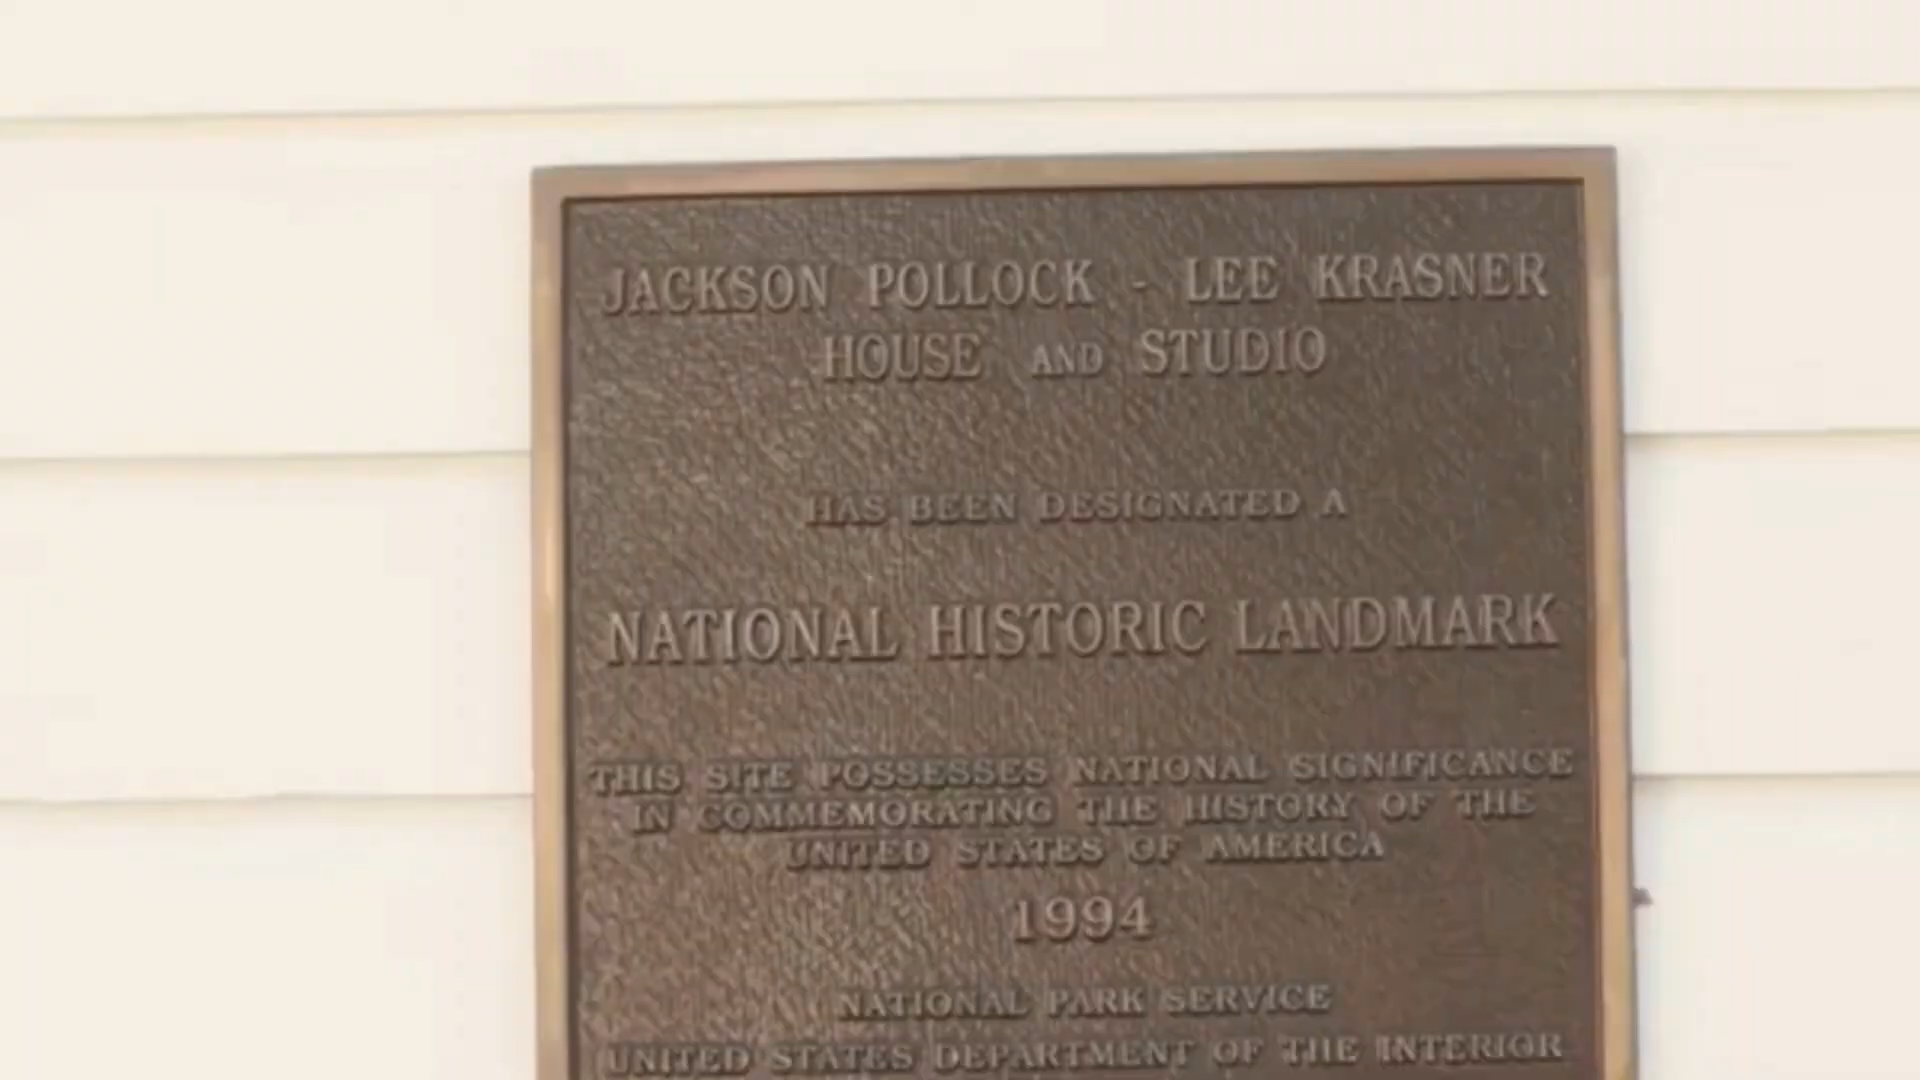 JACKSON POLLOCK - LEE KRASNER
HOUSE AND STUDIO
HAS BEEN DESIGNATED A
NATIONAL HISTORIC LANDMARK
THIS SITE POSSESSES NATIONAL SIGNIFICANCE
IN COMMEMORATING THE HISTORY OF THE
UNITED STATES OF AMERICA
1994
NATIONAL PARK SERVICE
UNITED STATES DEPARTMENT OF THE INTERIOR